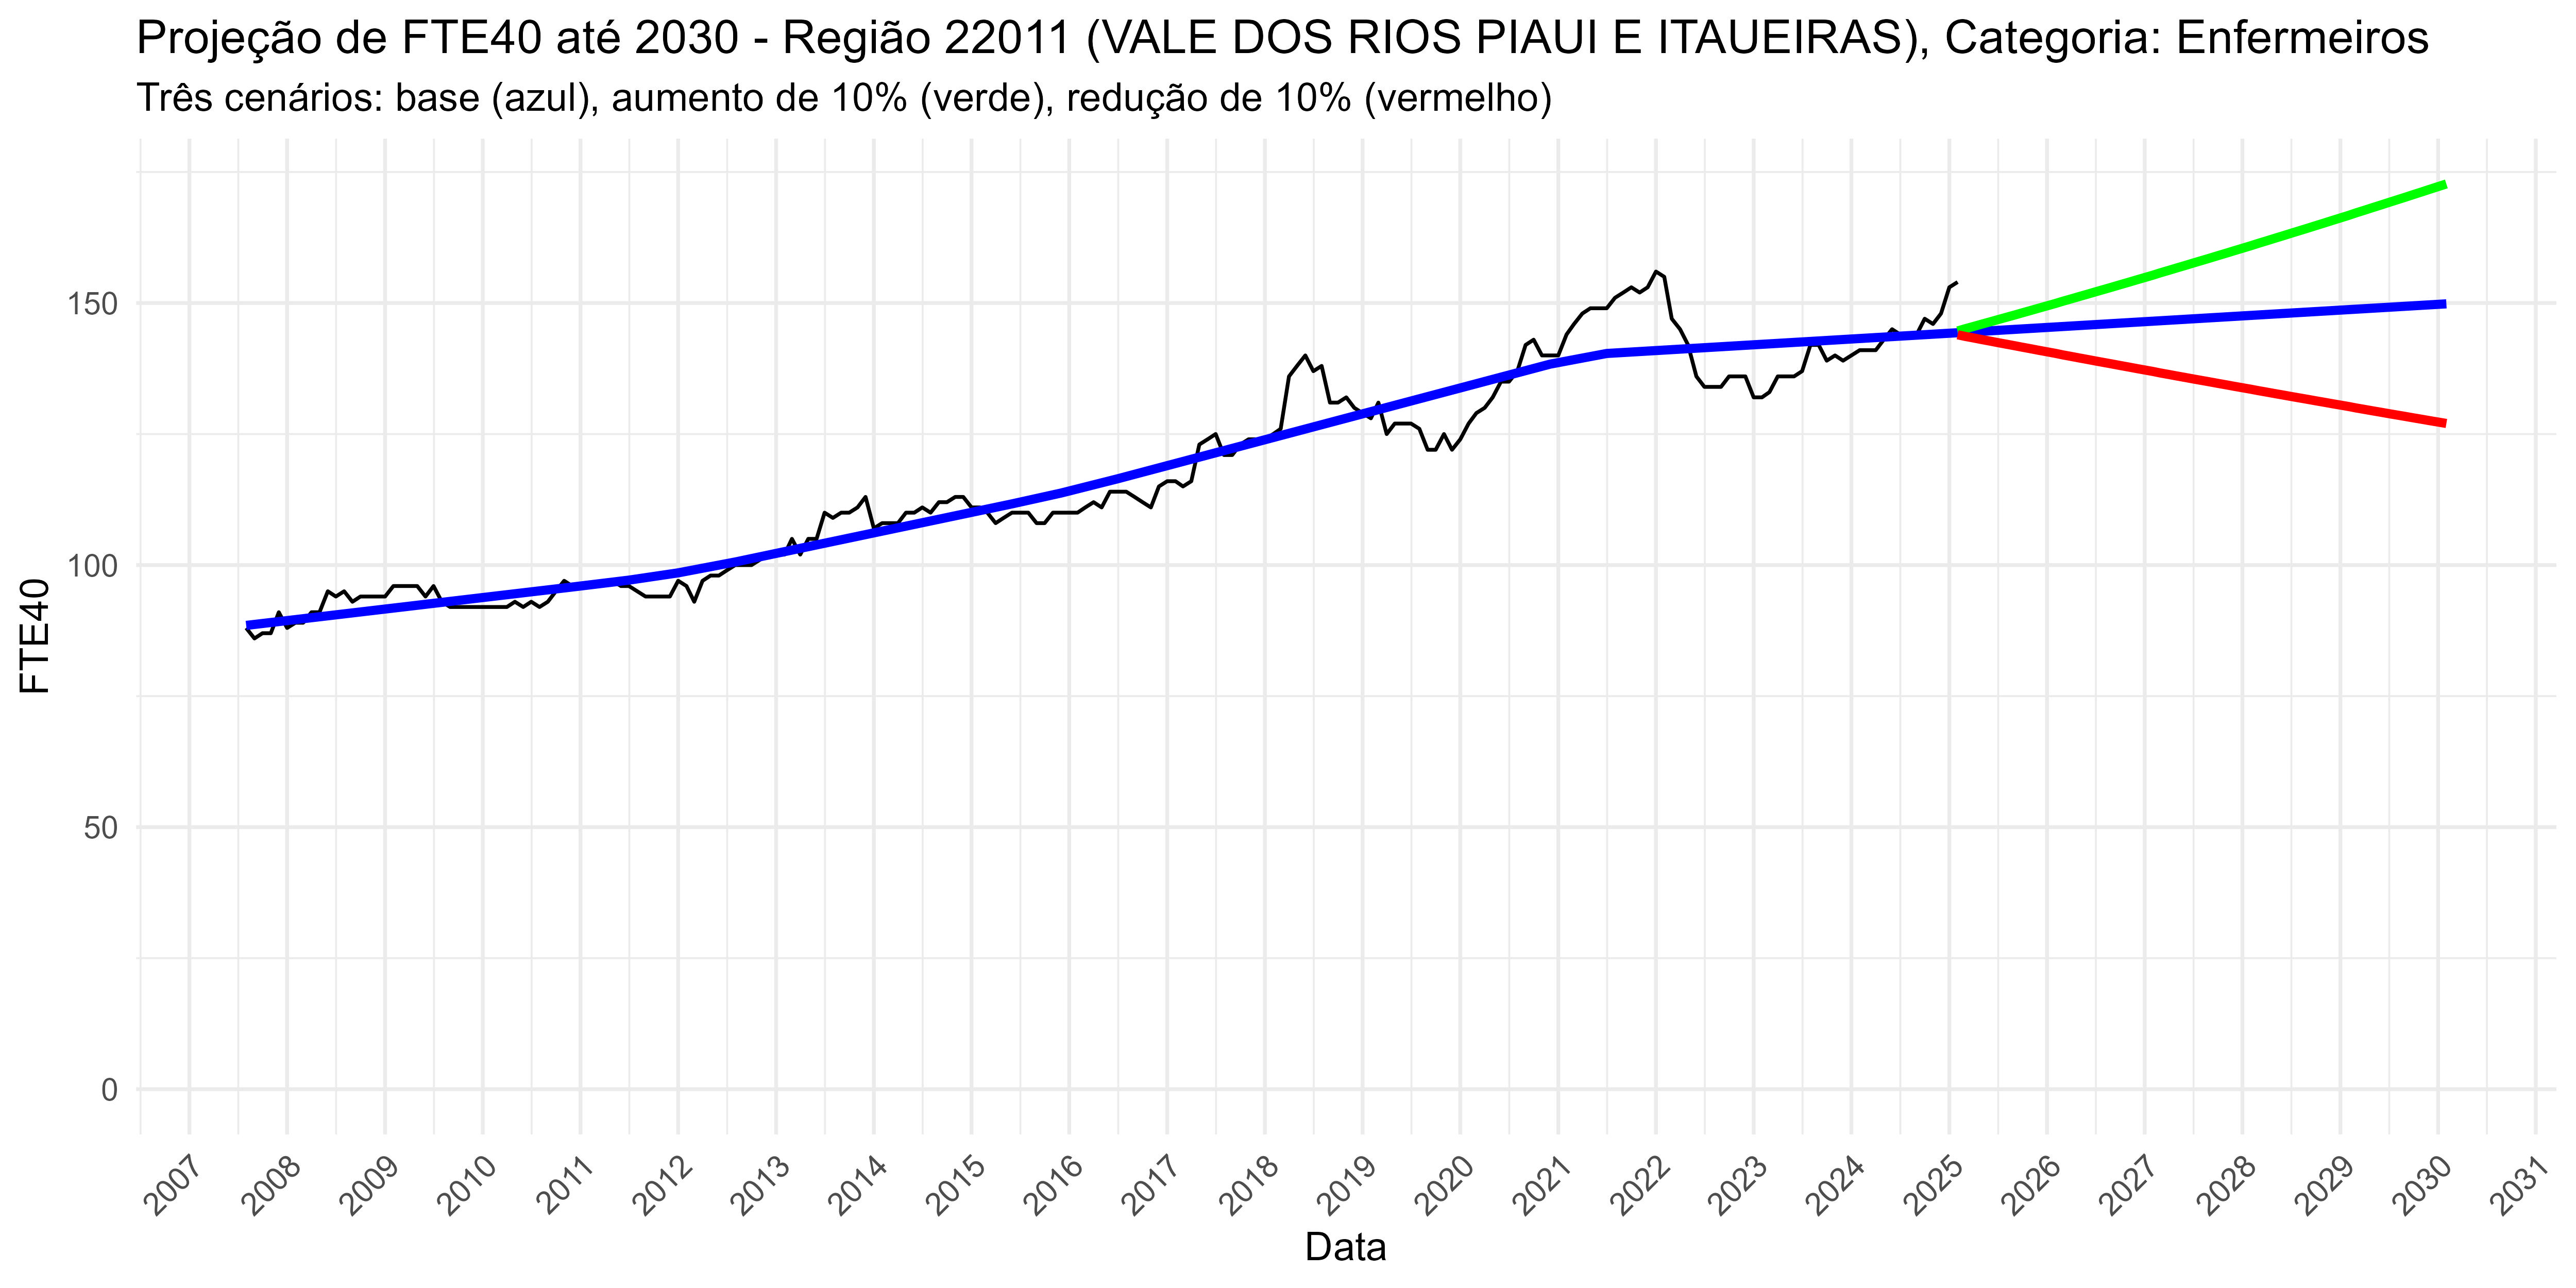 Projeção de FTE40 até 2030 - Região 22011 (VALE DOS RIOS PIAUI E ITAUEIRAS), Categoria: Enfermeiros
Três cenários: base (azul), aumento de 10% (verde), redução de 10% (vermelho)
150
100
50
0
FTE40
2007 2008 2009 2010 2011 2012 2013 2014 2015 2016 2017 2018 2019 2020 2021 2022 2023 2024 2025 2026 2027 2028 2029 2030 2031
Data